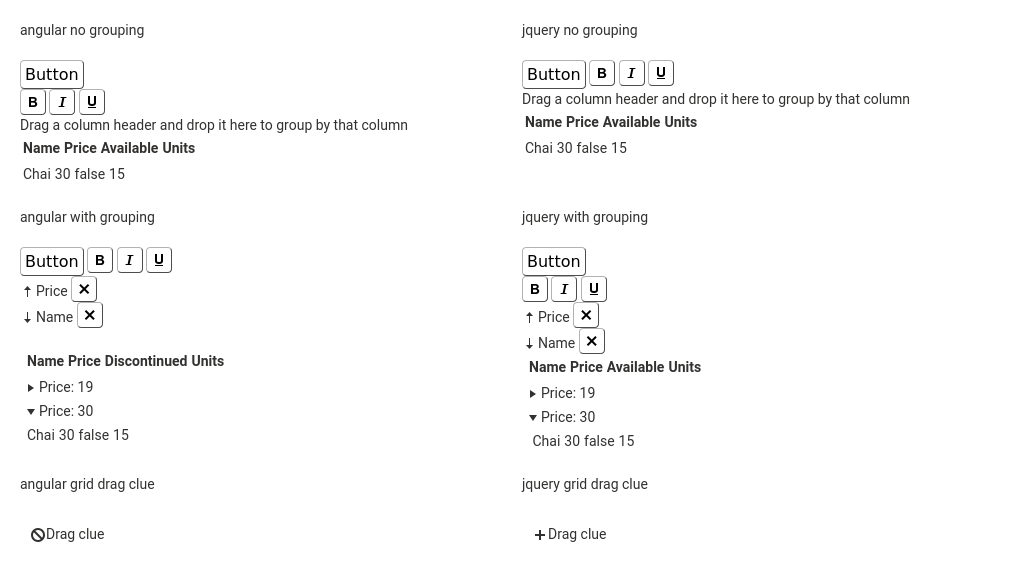 angular no grouping
Button
B I U
Drag a column header and drop it here to group by that column
Name Price Available Units
Chai 30 false 15
jquery no grouping
Button B I U
Drag a column header and drop it here to group by that column
Name Price Available Units
Chai 30 false 15
angular with grouping
Button B I U
↑ Price ×
↓ Name ×
Name Price Discontinued Units
Price: 19
Price: 30
Chai 30 false 15
jquery with grouping
Button
B I U
↑ Price ×
↓ Name ×
Name Price Available Units
Price: 19
Price: 30
Chai 30 false 15
angular grid drag clue
Drag clue
jquery grid drag clue
+ Drag clue